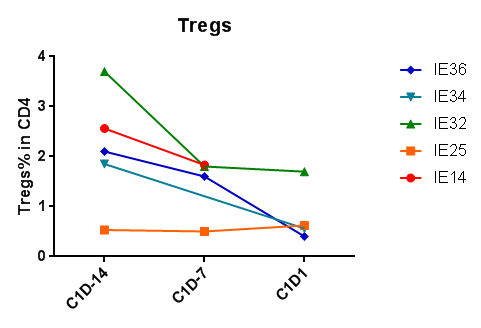 Tregs
Tregs% in CD4
4
3
2
1
0
C1D-14
C1D-7
C1D1
IE36
IE34
IE32
IE25
IE14